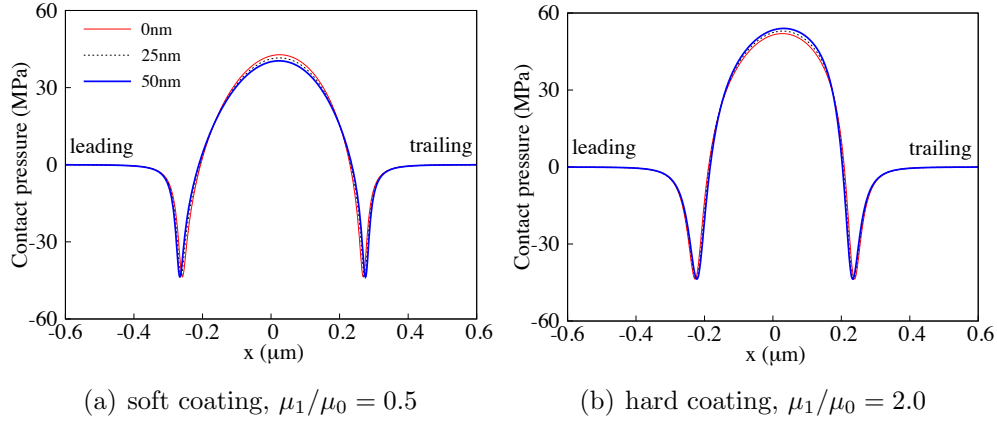 60
30
0
-30
-60
Contact pressure (MPa)
0nm
25nm
50nm
leading
trailing
-0.6 -0.4 -0.2 0 0.2 0.4 0.6
x (μm)
(a) soft coating, μ₁/μ₀ = 0.5
60
30
0
-30
-60
Contact pressure (MPa)
leading
trailing
-0.6 -0.4 -0.2 0 0.2 0.4 0.6
x (μm)
(b) hard coating, μ₁/μ₀ = 2.0